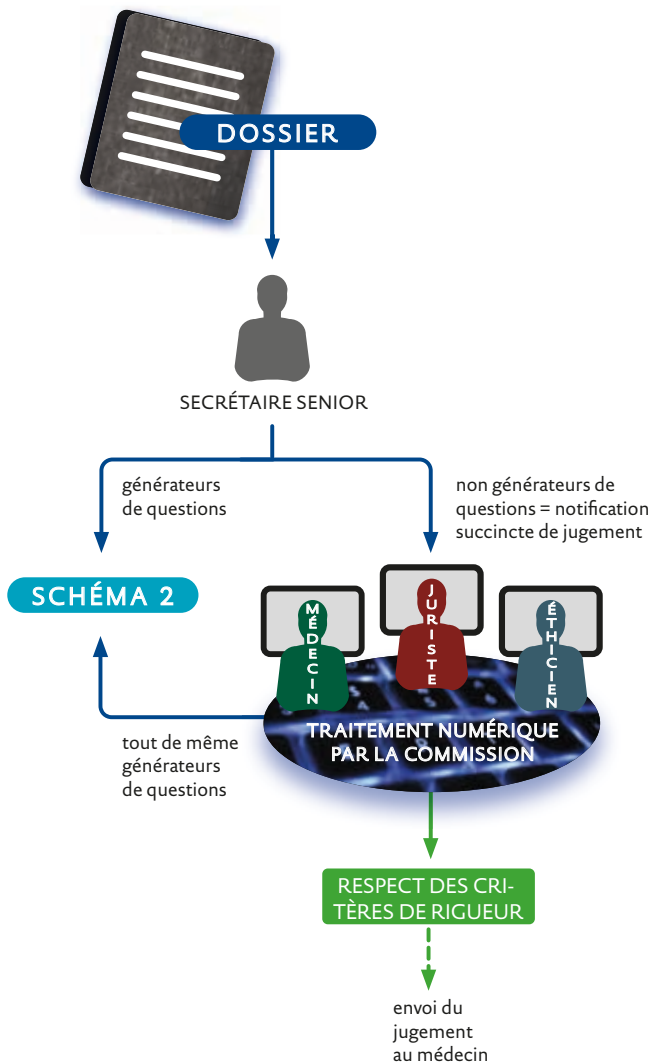 DOSSIER
SECRÉTAIRE SENIOR
générateurs
de questions
non générateurs de
questions = notification
succincte de jugement
SCHÉMA 2
MÉDECIN
JURISTE
ÉTHICIEN
TRAITEMENT NUMÉRIQUE
PAR LA COMMISSION
tout de même
générateurs
de questions
RESPECT DES CRI-
TÈRES DE RIGUEUR
envoi du
jugement
au médecin